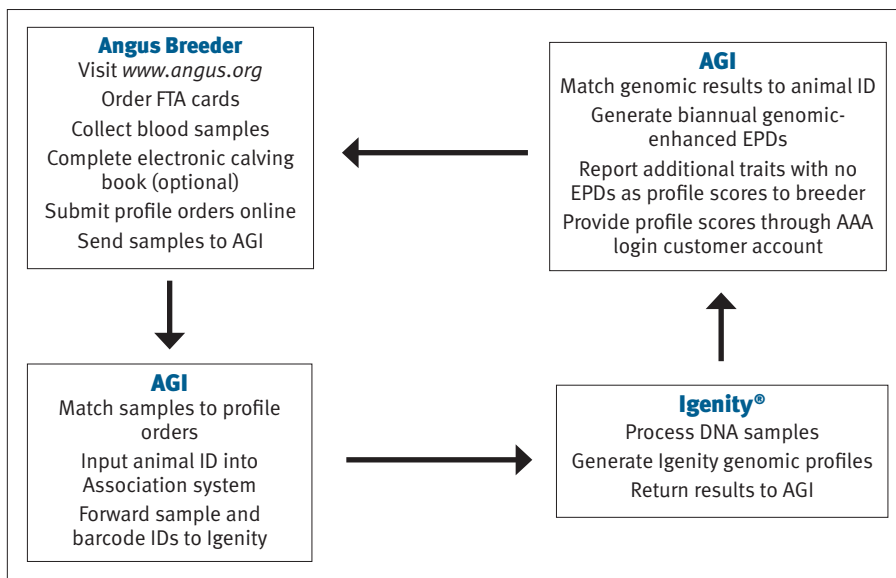 Angus Breeder
Visit www.angus.org
Order FTA cards
Collect blood samples
Complete electronic calving
book (optional)
Submit profile orders online
Send samples to AGI
AGI
Match samples to profile
orders
Input animal ID into
Association system
Forward sample and
barcode IDs to Igenity
Igenity®
Process DNA samples
Generate Igenity genomic profiles
Return results to AGI
AGI
Match genomic results to animal ID
Generate biannual genomic-
enhanced EPDs
Report additional traits with no
EPDs as profile scores to breeder
Provide profile scores through AAA
login customer account